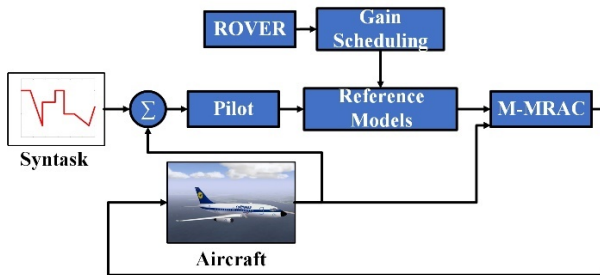 ROVER
Gain
Scheduling
Σ
Pilot
Reference
Models
M-MRAC
Syntask
Aircraft